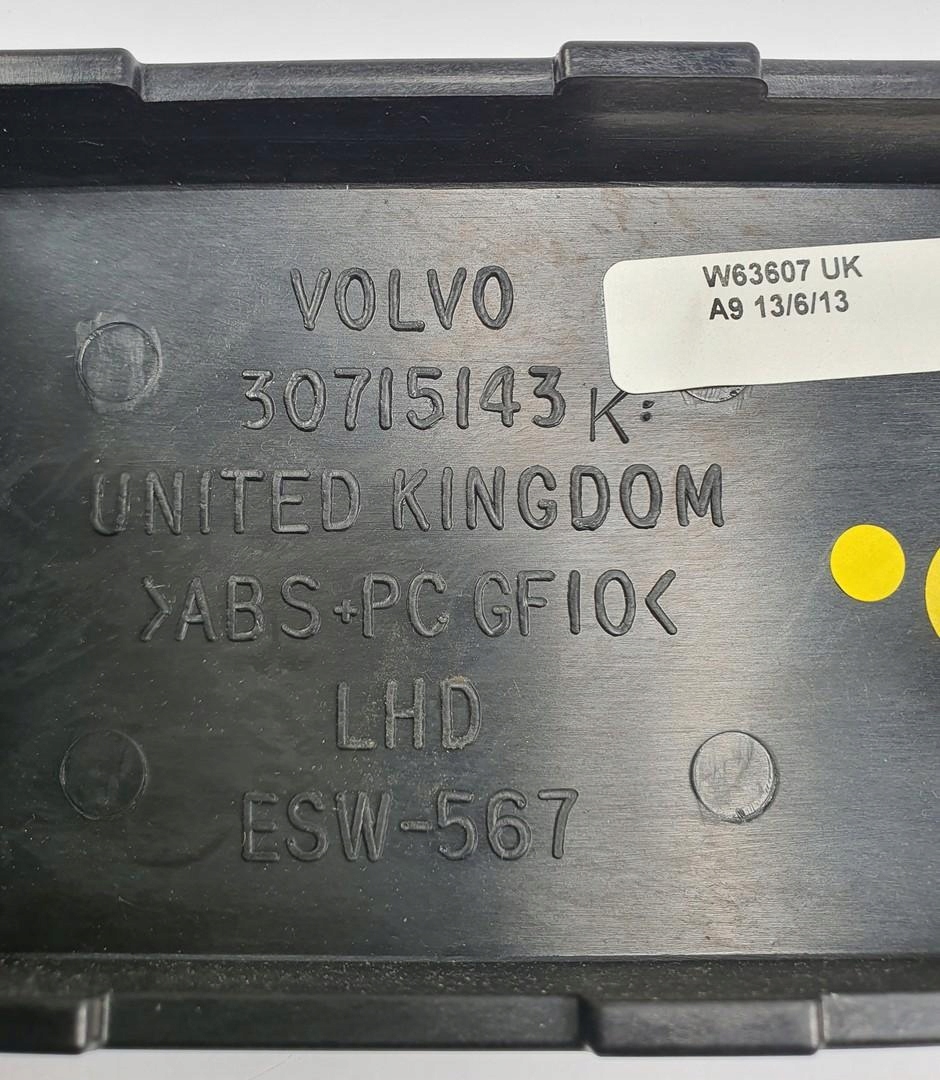 VOLVO
W63607 UK
A9 13/6/13
30715143 K:
UNITED KINGDOM
>ABS+PC GF10<
LHD
ESW-567